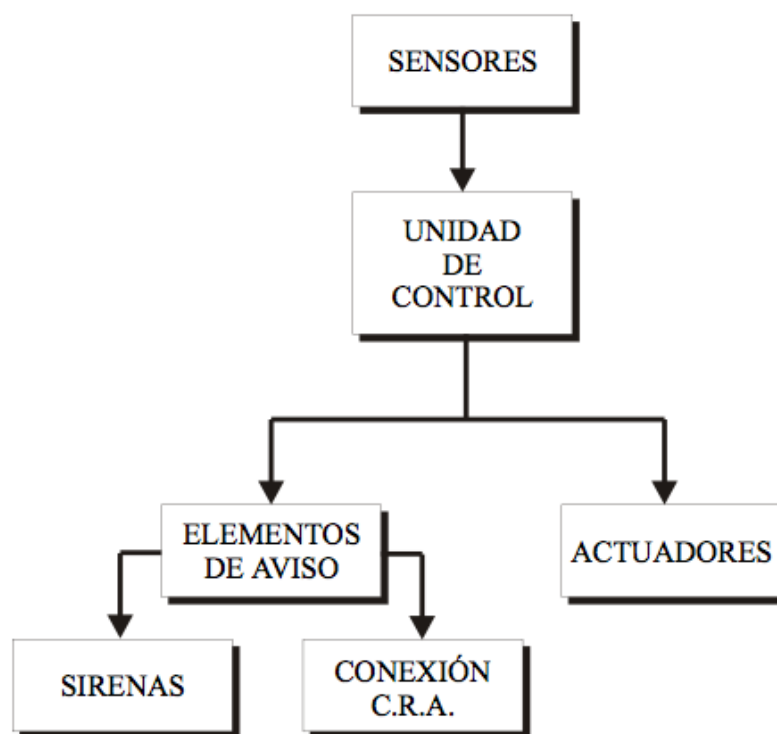 SENSORES
UNIDAD
DE
CONTROL
ELEMENTOS
DE AVISO
ACTUADORES
SIRENAS
CONEXIÓN
C.R.A.